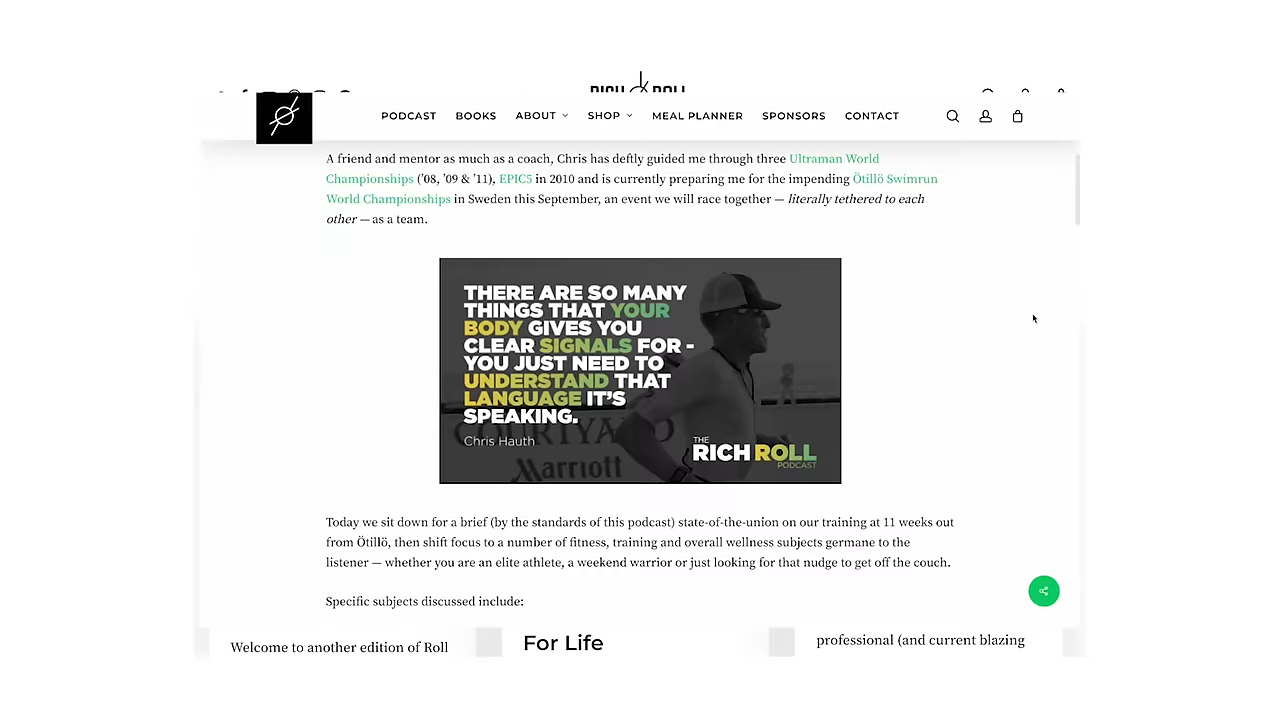 RICH ROLL
PODCAST BOOKS ABOUT SHOP MEAL PLANNER SPONSORS CONTACT
A friend and mentor as much as a coach, Chris has deftly guided me through three Ultraman World
Championships (’08, ’09 & ’11), EPIC5 in 2010 and is currently preparing me for the impending Ötillö Swimrun
World Championships in Sweden this September, an event we will race together — literally tethered to each
other — as a team.
THERE ARE SO MANY
THINGS THAT YOUR
BODY GIVES YOU
CLEAR SIGNALS FOR -
YOU JUST NEED TO
UNDERSTAND THAT
LANGUAGE IT’S
SPEAKING.
Chris Hauth
COURTYARD
Marriott
THE
RICH ROLL
PODCAST
Today we sit down for a brief (by the standards of this podcast) state-of-the-union on our training at 11 weeks out
from Ötillö, then shift focus to a number of fitness, training and overall wellness subjects germane to the
listener — whether you are an elite athlete, a weekend warrior or just looking for that nudge to get off the couch.
Specific subjects discussed include:
Welcome to another edition of Roll
For Life
professional (and current blazing